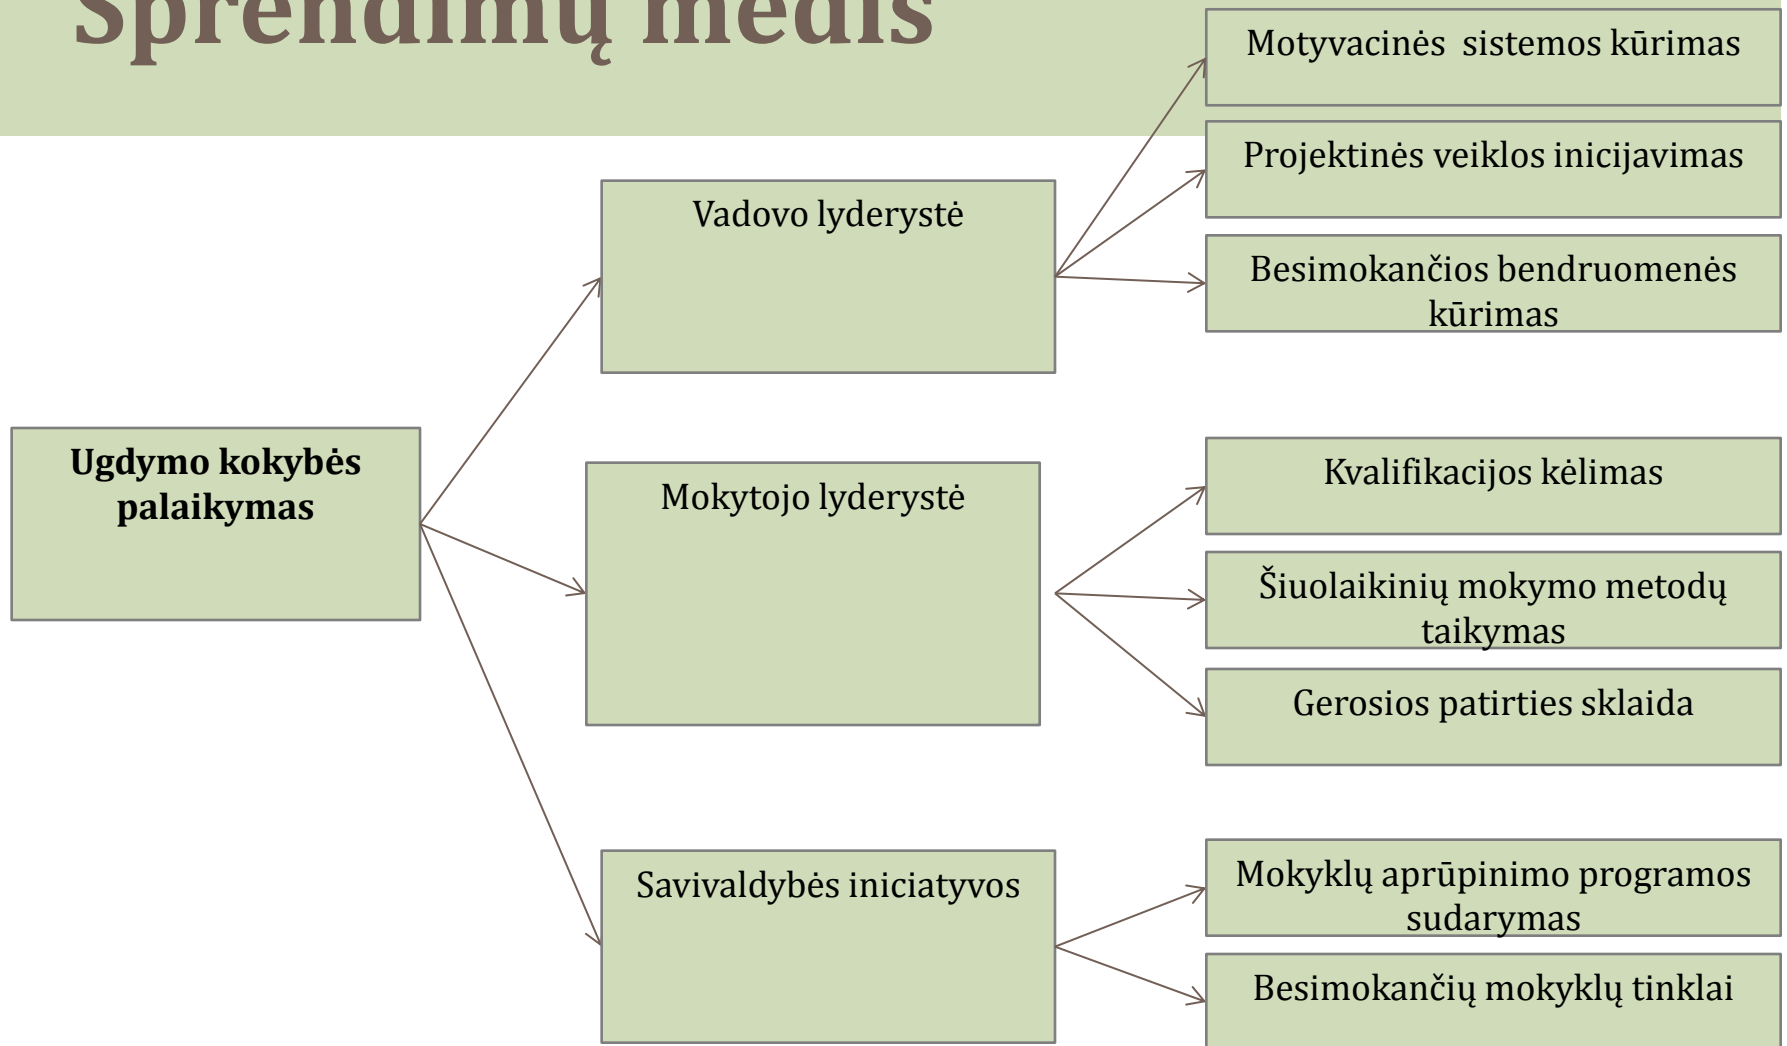 Sprendimų medis
Motyvacinės sistemos kūrimas
Projektinės veiklos inicijavimas
Vadovo lyderystė
Besimokančios bendruomenės
kūrimas
Ugdymo kokybės
palaikymas
Mokytojo lyderystė
Kvalifikacijos kėlimas
Šiuolaikinių mokymo metodų
taikymas
Gerosios patirties sklaida
Savivaldybės iniciatyvos
Mokyklų aprūpinimo programos
sudarymas
Besimokančių mokyklų tinklai